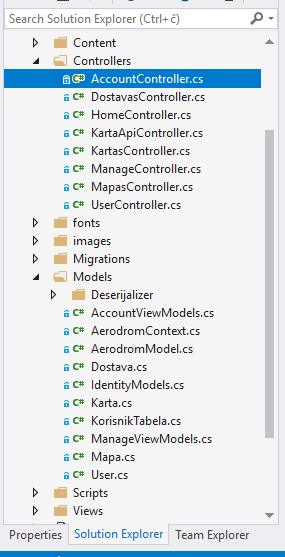 Search Solution Explorer (Ctrl+č)
Content
Controllers
C# AccountController.cs
C# DostavasController.cs
C# HomeController.cs
C# KartaApiController.cs
C# KartasController.cs
C# ManageController.cs
C# MapasController.cs
C# UserController.cs
fonts
images
Migrations
Models
Deserijalizer
C# AccountViewModels.cs
C# AerodromContext.cs
C# AerodromModel.cs
C# Dostava.cs
C# IdentityModels.cs
C# Karta.cs
C# KorisnikTabela.cs
C# ManageViewModels.cs
C# Mapa.cs
C# User.cs
Scripts
Views
Properties Solution Explorer Team Explorer